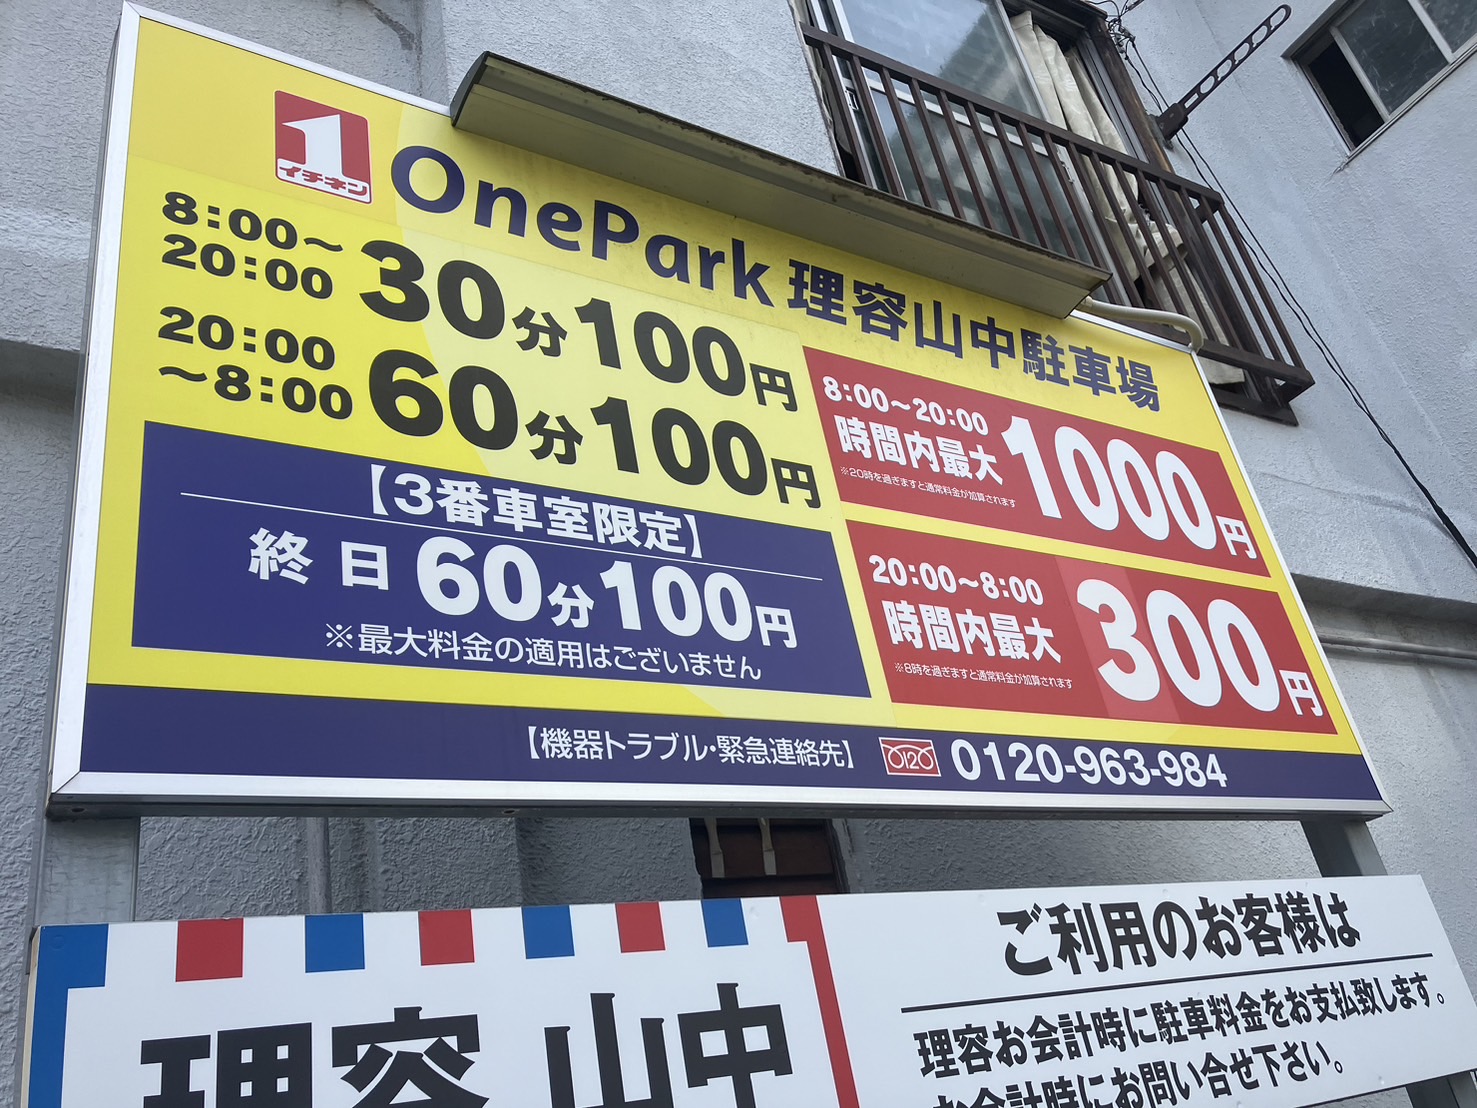 1
イチネン
OnePark 理容山中駐車場
8:00～
20:00
30分100円
20:00
～8:00
60分100円
【3番車室限定】
終日 60分100円
※最大料金の適用はございません
8:00～20:00
時間内最大
1000円
※20時を過ぎますと通常料金が加算されます
20:00～8:00
時間内最大
300円
※8時を過ぎますと通常料金が加算されます
【機器トラブル・緊急連絡先】 0120 0120-963-984
理容 山中
ご利用のお客様は
理容お会計時に駐車料金をお支払致します。
お会計時にお問い合せ下さい。